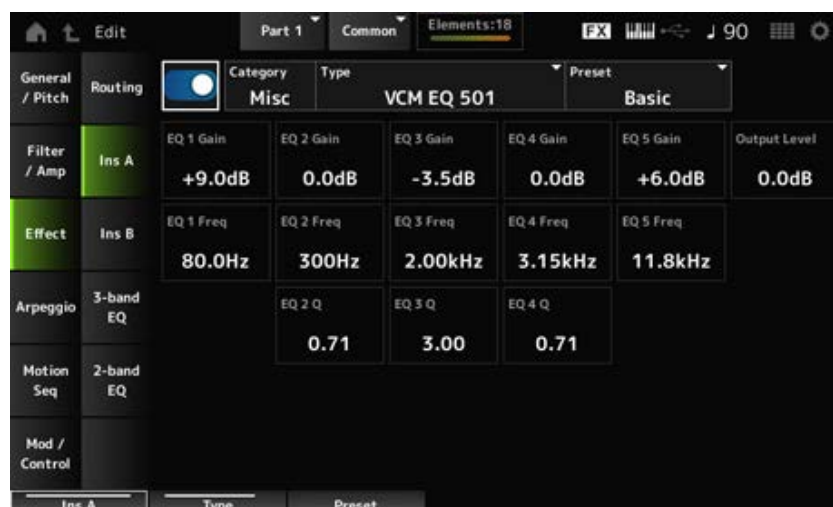 Edit
Part 1
Common
Elements:18
FX
♩ 90
General / Pitch
Routing
Category
Misc
Type
VCM EQ 501
Preset
Basic
Filter / Amp
Ins A
EQ 1 Gain
+9.0dB
EQ 2 Gain
0.0dB
EQ 3 Gain
-3.5dB
EQ 4 Gain
0.0dB
EQ 5 Gain
+6.0dB
Output Level
0.0dB
Effect
Ins B
EQ 1 Freq
80.0Hz
EQ 2 Freq
300Hz
EQ 3 Freq
2.00kHz
EQ 4 Freq
3.15kHz
EQ 5 Freq
11.8kHz
Arpeggio
3-band EQ
EQ 2 Q
0.71
EQ 3 Q
3.00
EQ 4 Q
0.71
Motion Seq
2-band EQ
Mod / Control
Ins A
Type
Preset